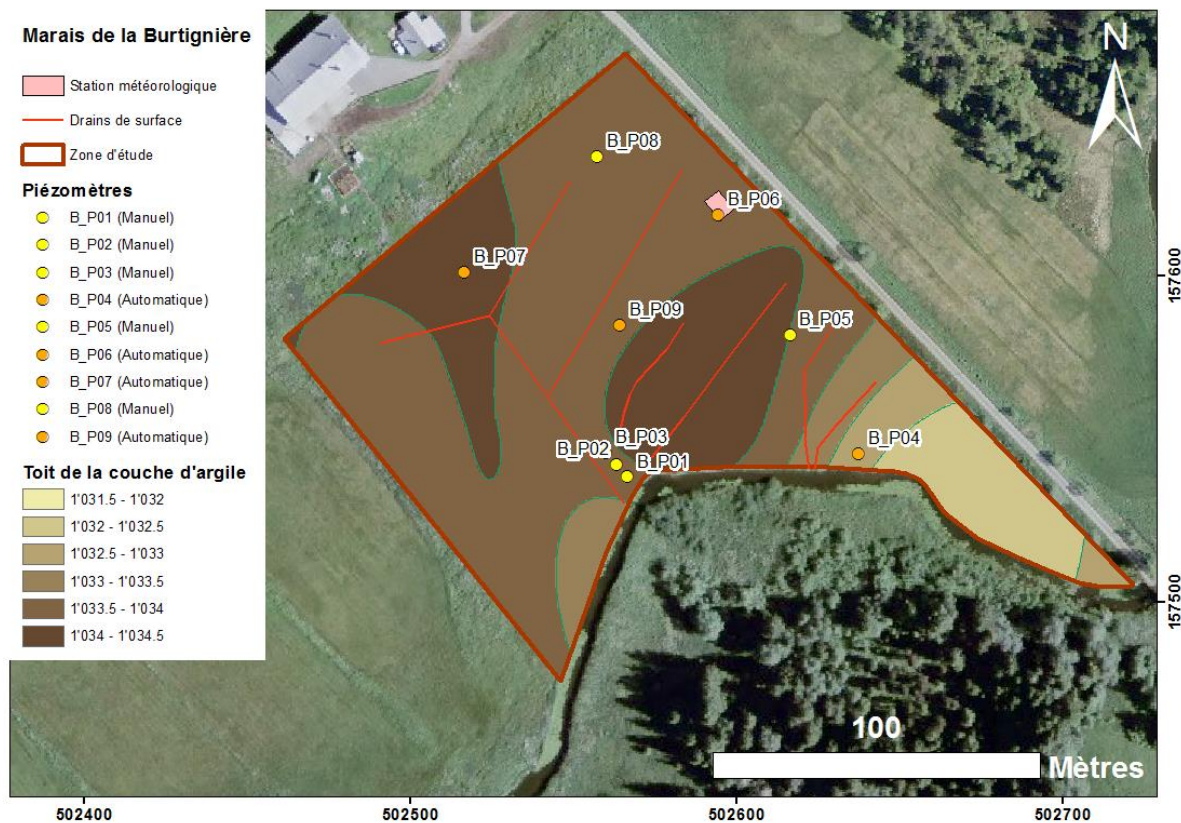 Marais de la Burtignière
Station météorologique
Drains de surface
Zone d'étude
Piézomètres
B_P01 (Manuel)
B_P02 (Manuel)
B_P03 (Manuel)
B_P04 (Automatique)
B_P05 (Manuel)
B_P06 (Automatique)
B_P07 (Automatique)
B_P08 (Manuel)
B_P09 (Automatique)
Toit de la couche d'argile
1'031.5 - 1'032
1'032 - 1'032.5
1'032.5 - 1'033
1'033 - 1'033.5
1'033.5 - 1'034
1'034 - 1'034.5
N
B_P08
B_P06
B_P07
B_P09
B_P05
B_P03
B_P02
B_P04
B_P01
157600
157500
100
Mètres
502400
502500
502600
502700